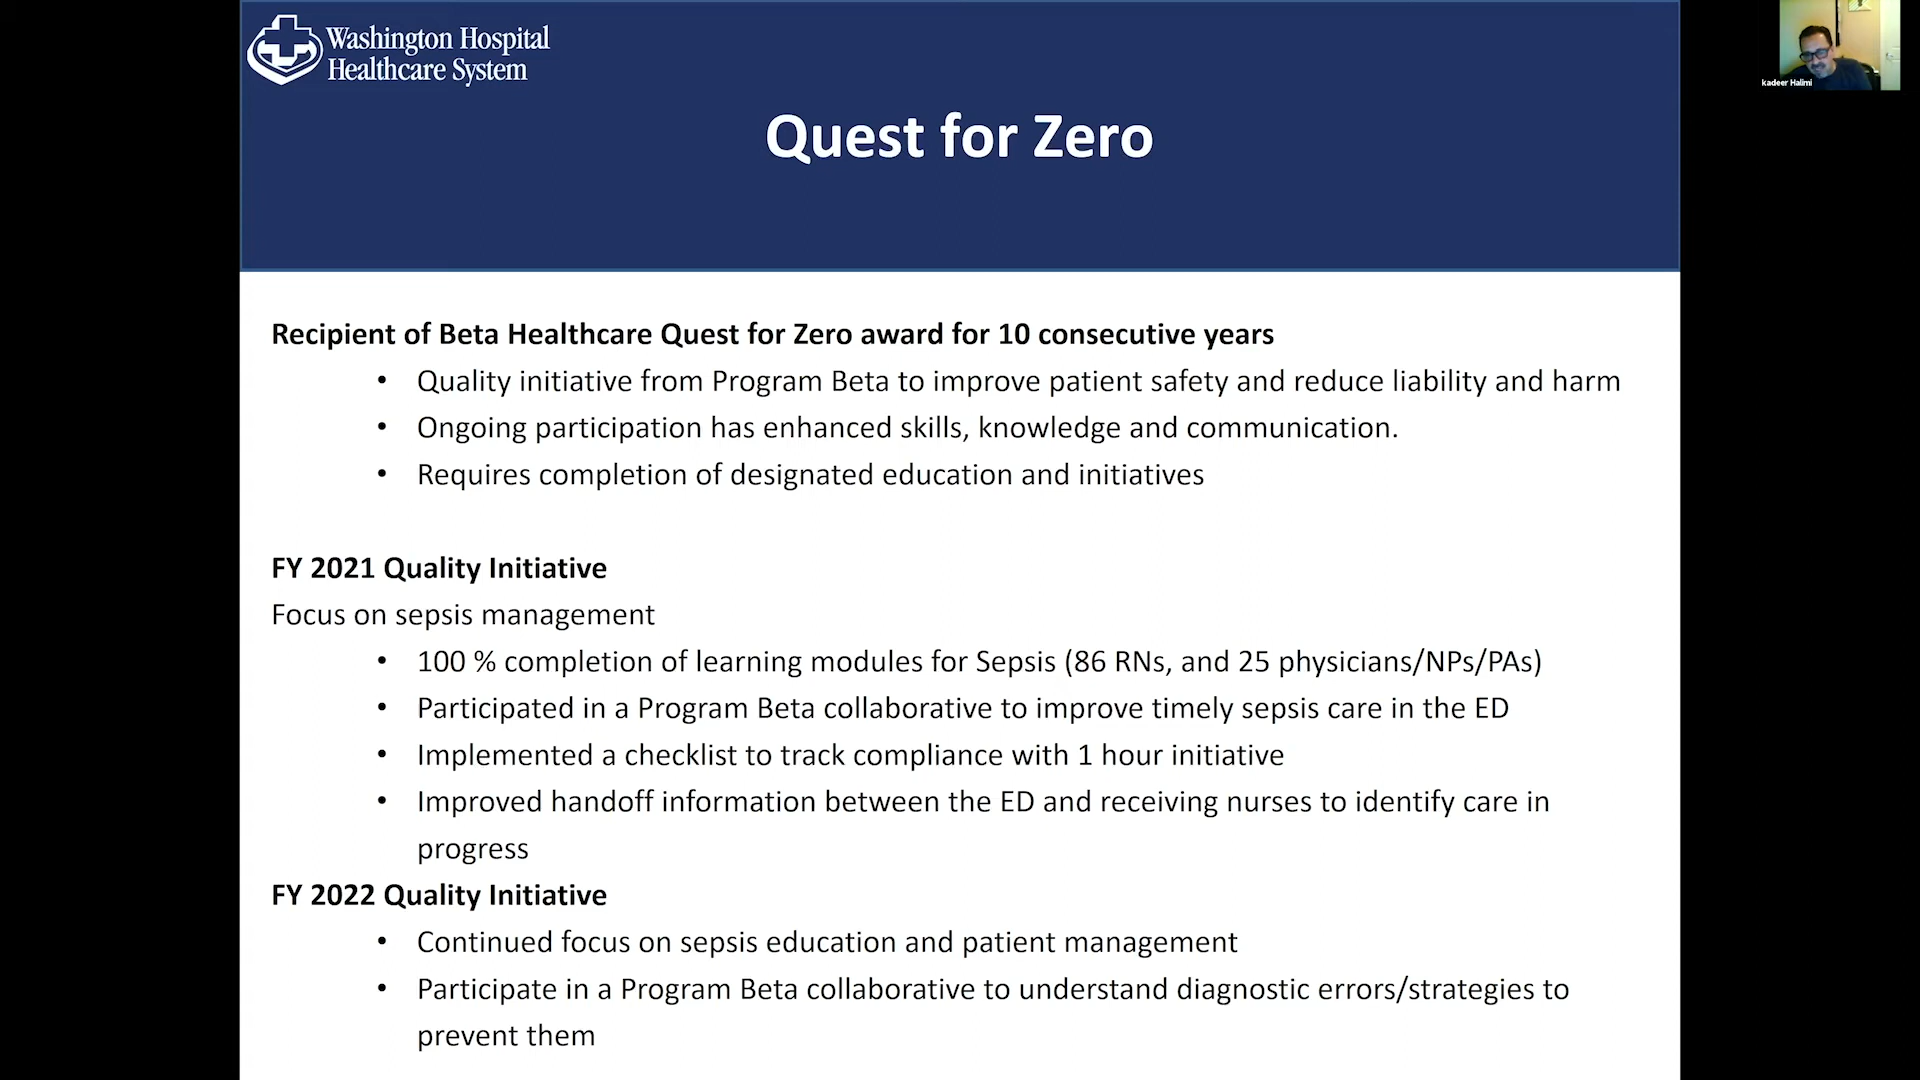 Washington Hospital
Healthcare System
kadeer Halimi
Quest for Zero
Recipient of Beta Healthcare Quest for Zero award for 10 consecutive years
• Quality initiative from Program Beta to improve patient safety and reduce liability and harm
• Ongoing participation has enhanced skills, knowledge and communication.
• Requires completion of designated education and initiatives
FY 2021 Quality Initiative
Focus on sepsis management
• 100 % completion of learning modules for Sepsis (86 RNs, and 25 physicians/NPs/PAs)
• Participated in a Program Beta collaborative to improve timely sepsis care in the ED
• Implemented a checklist to track compliance with 1 hour initiative
• Improved handoff information between the ED and receiving nurses to identify care in
progress
FY 2022 Quality Initiative
• Continued focus on sepsis education and patient management
• Participate in a Program Beta collaborative to understand diagnostic errors/strategies to
prevent them